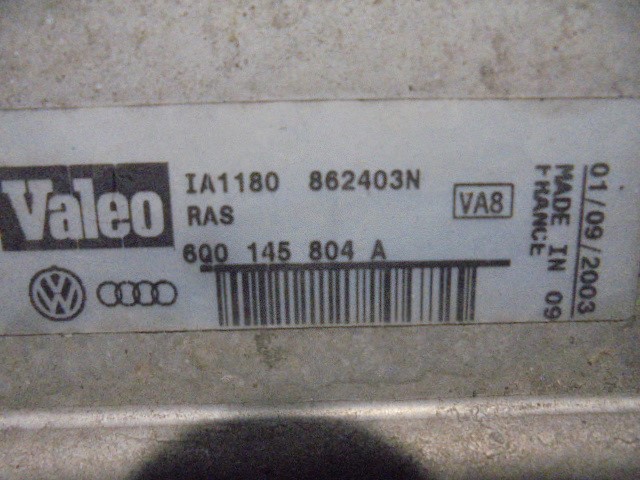 Valeo
IA1180 862403N
RAS
VA8
6Q0 145 804 A
01/09/2003
MADE IN 09
FRANCE